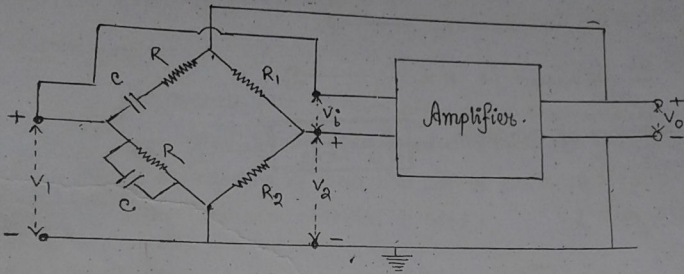 R
R₁
C
Vi
+
Amplifier.
+
Vo
-
+
V₁
-
R
C
R₂
+
V₂
-